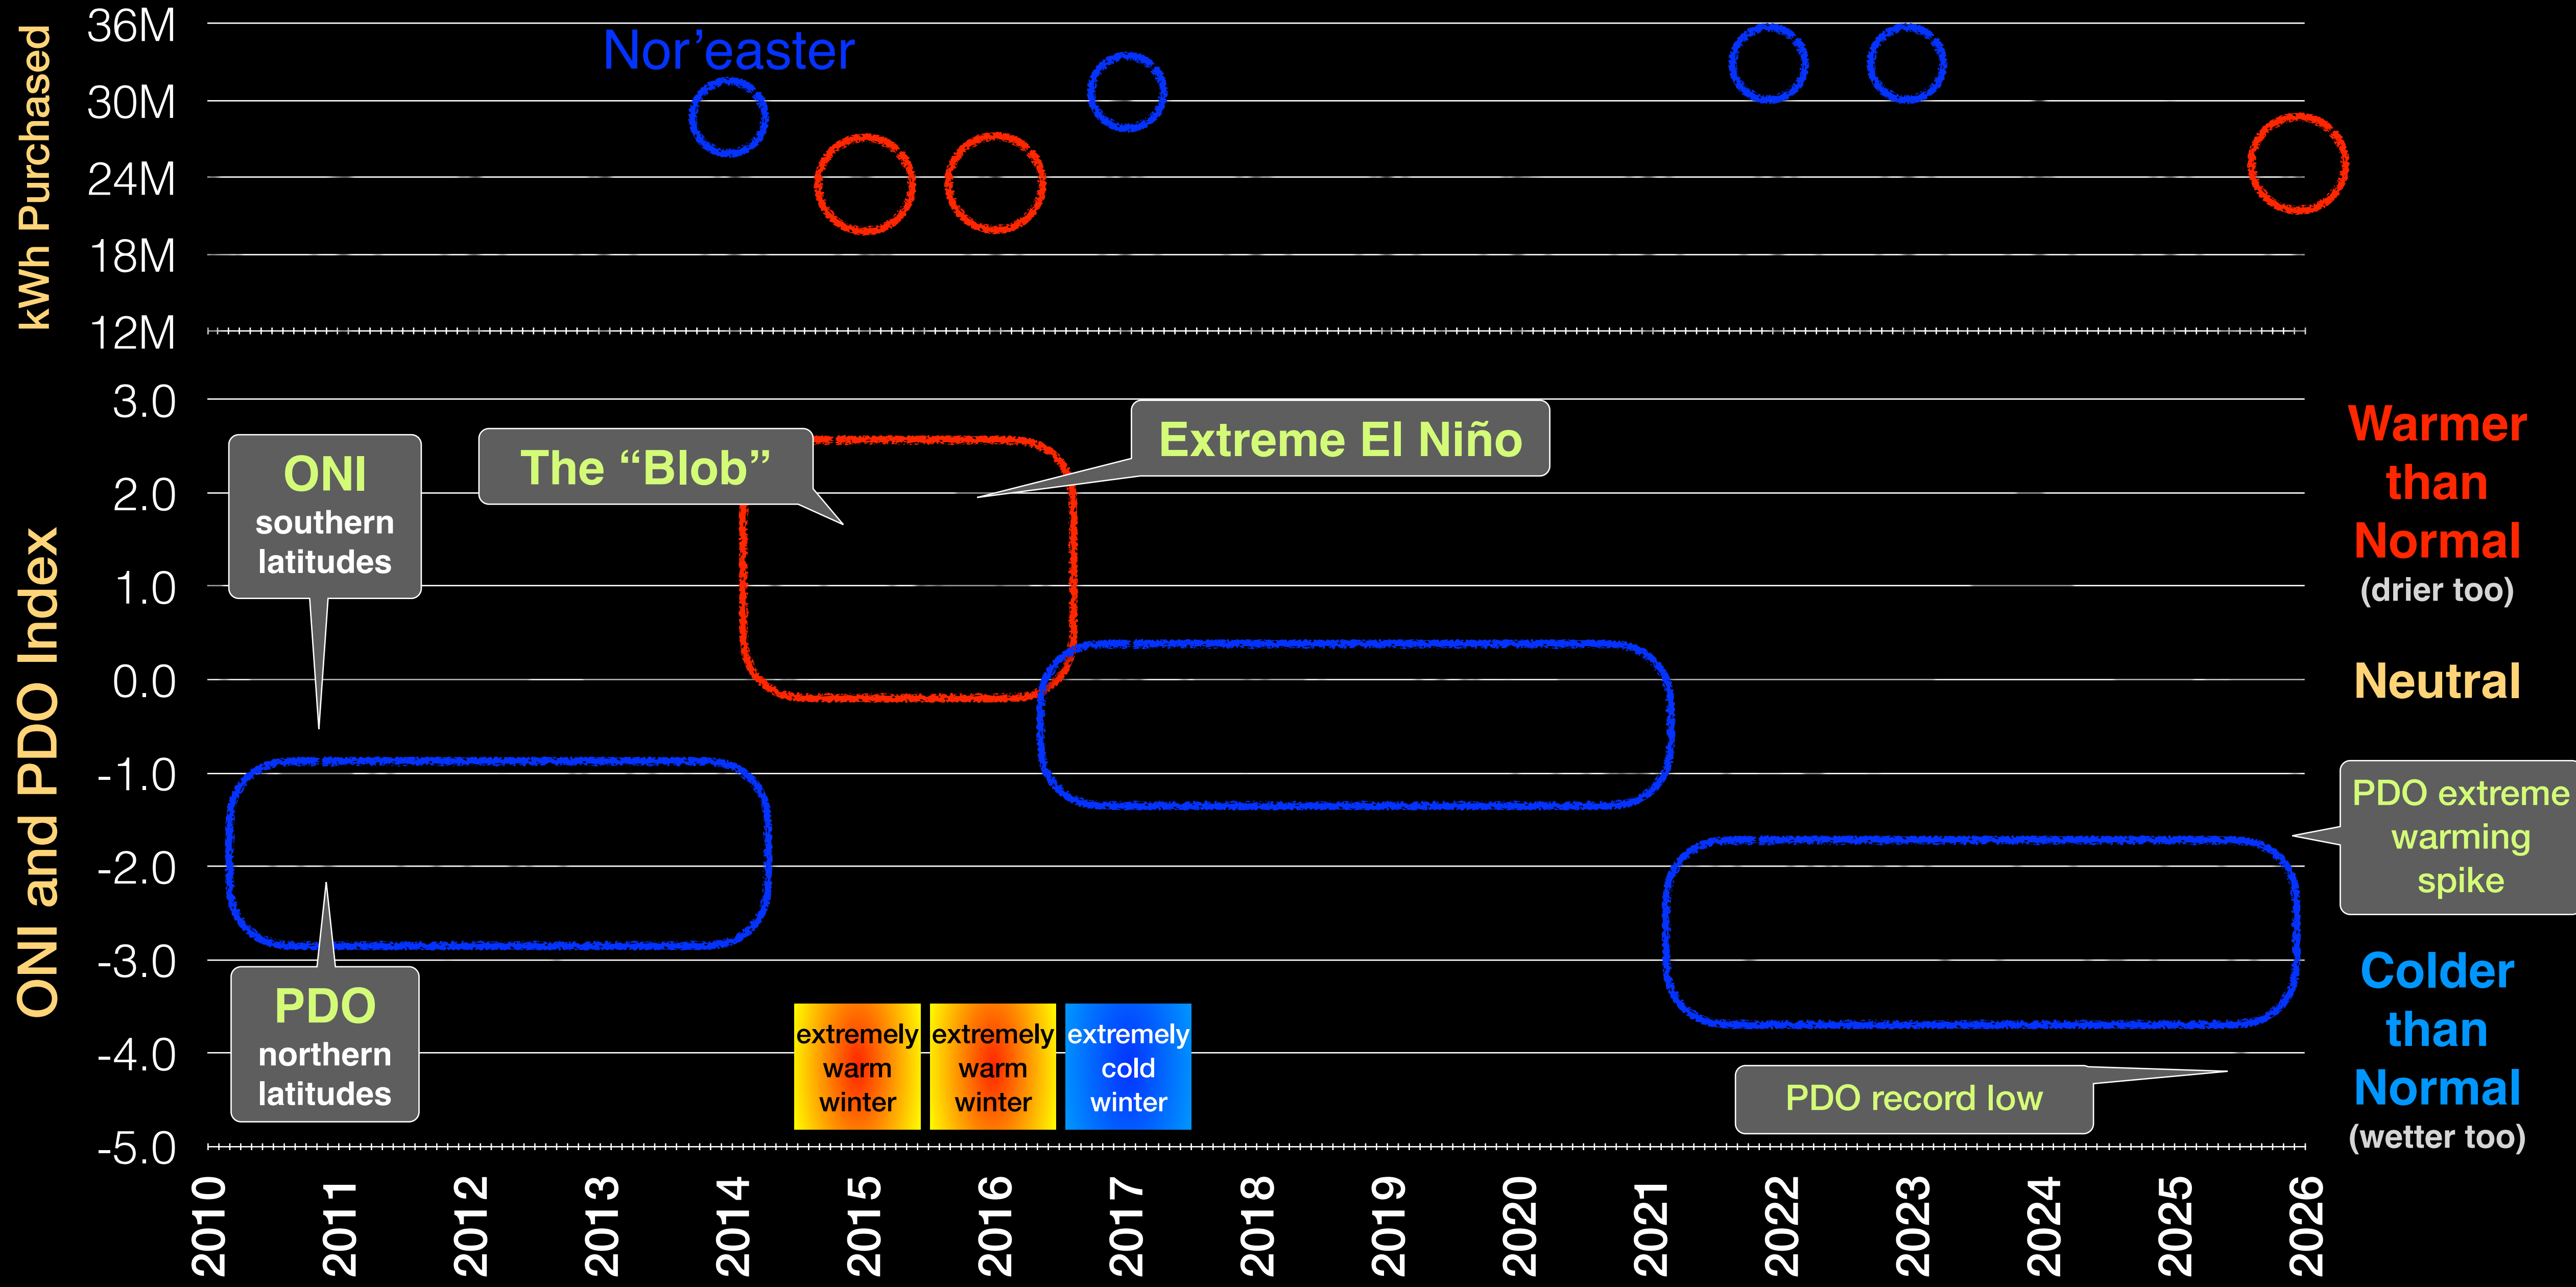 kWh Purchased
36M
30M
24M
18M
12M
Nor’easter
ONI and PDO Index
3.0
2.0
1.0
0.0
-1.0
-2.0
-3.0
-4.0
-5.0
ONI
southern
latitudes
The “Blob”
Extreme El Niño
PDO
northern
latitudes
extremely
warm
winter
extremely
warm
winter
extremely
cold
winter
PDO record low
PDO extreme
warming
spike
Warmer
than
Normal
(drier too)
Neutral
Colder
than
Normal
(wetter too)
2010
2011
2012
2013
2014
2015
2016
2017
2018
2019
2020
2021
2022
2023
2024
2025
2026